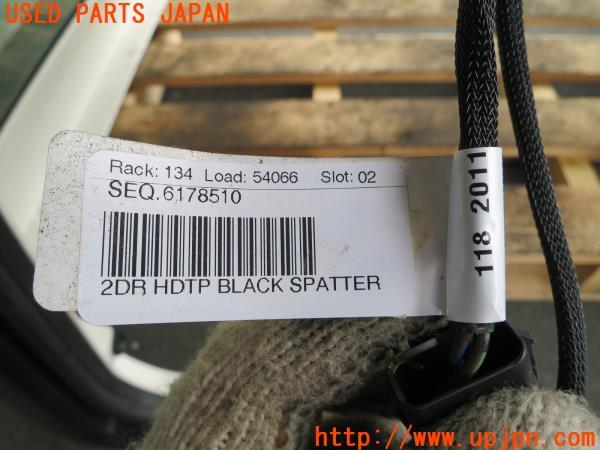 USED PARTS JAPAN
Rack: 134 Load: 54066 Slot: 02
SEQ.6178510
2DR HDTP BLACK SPATTER
118 2011
http://www.upjpn.com